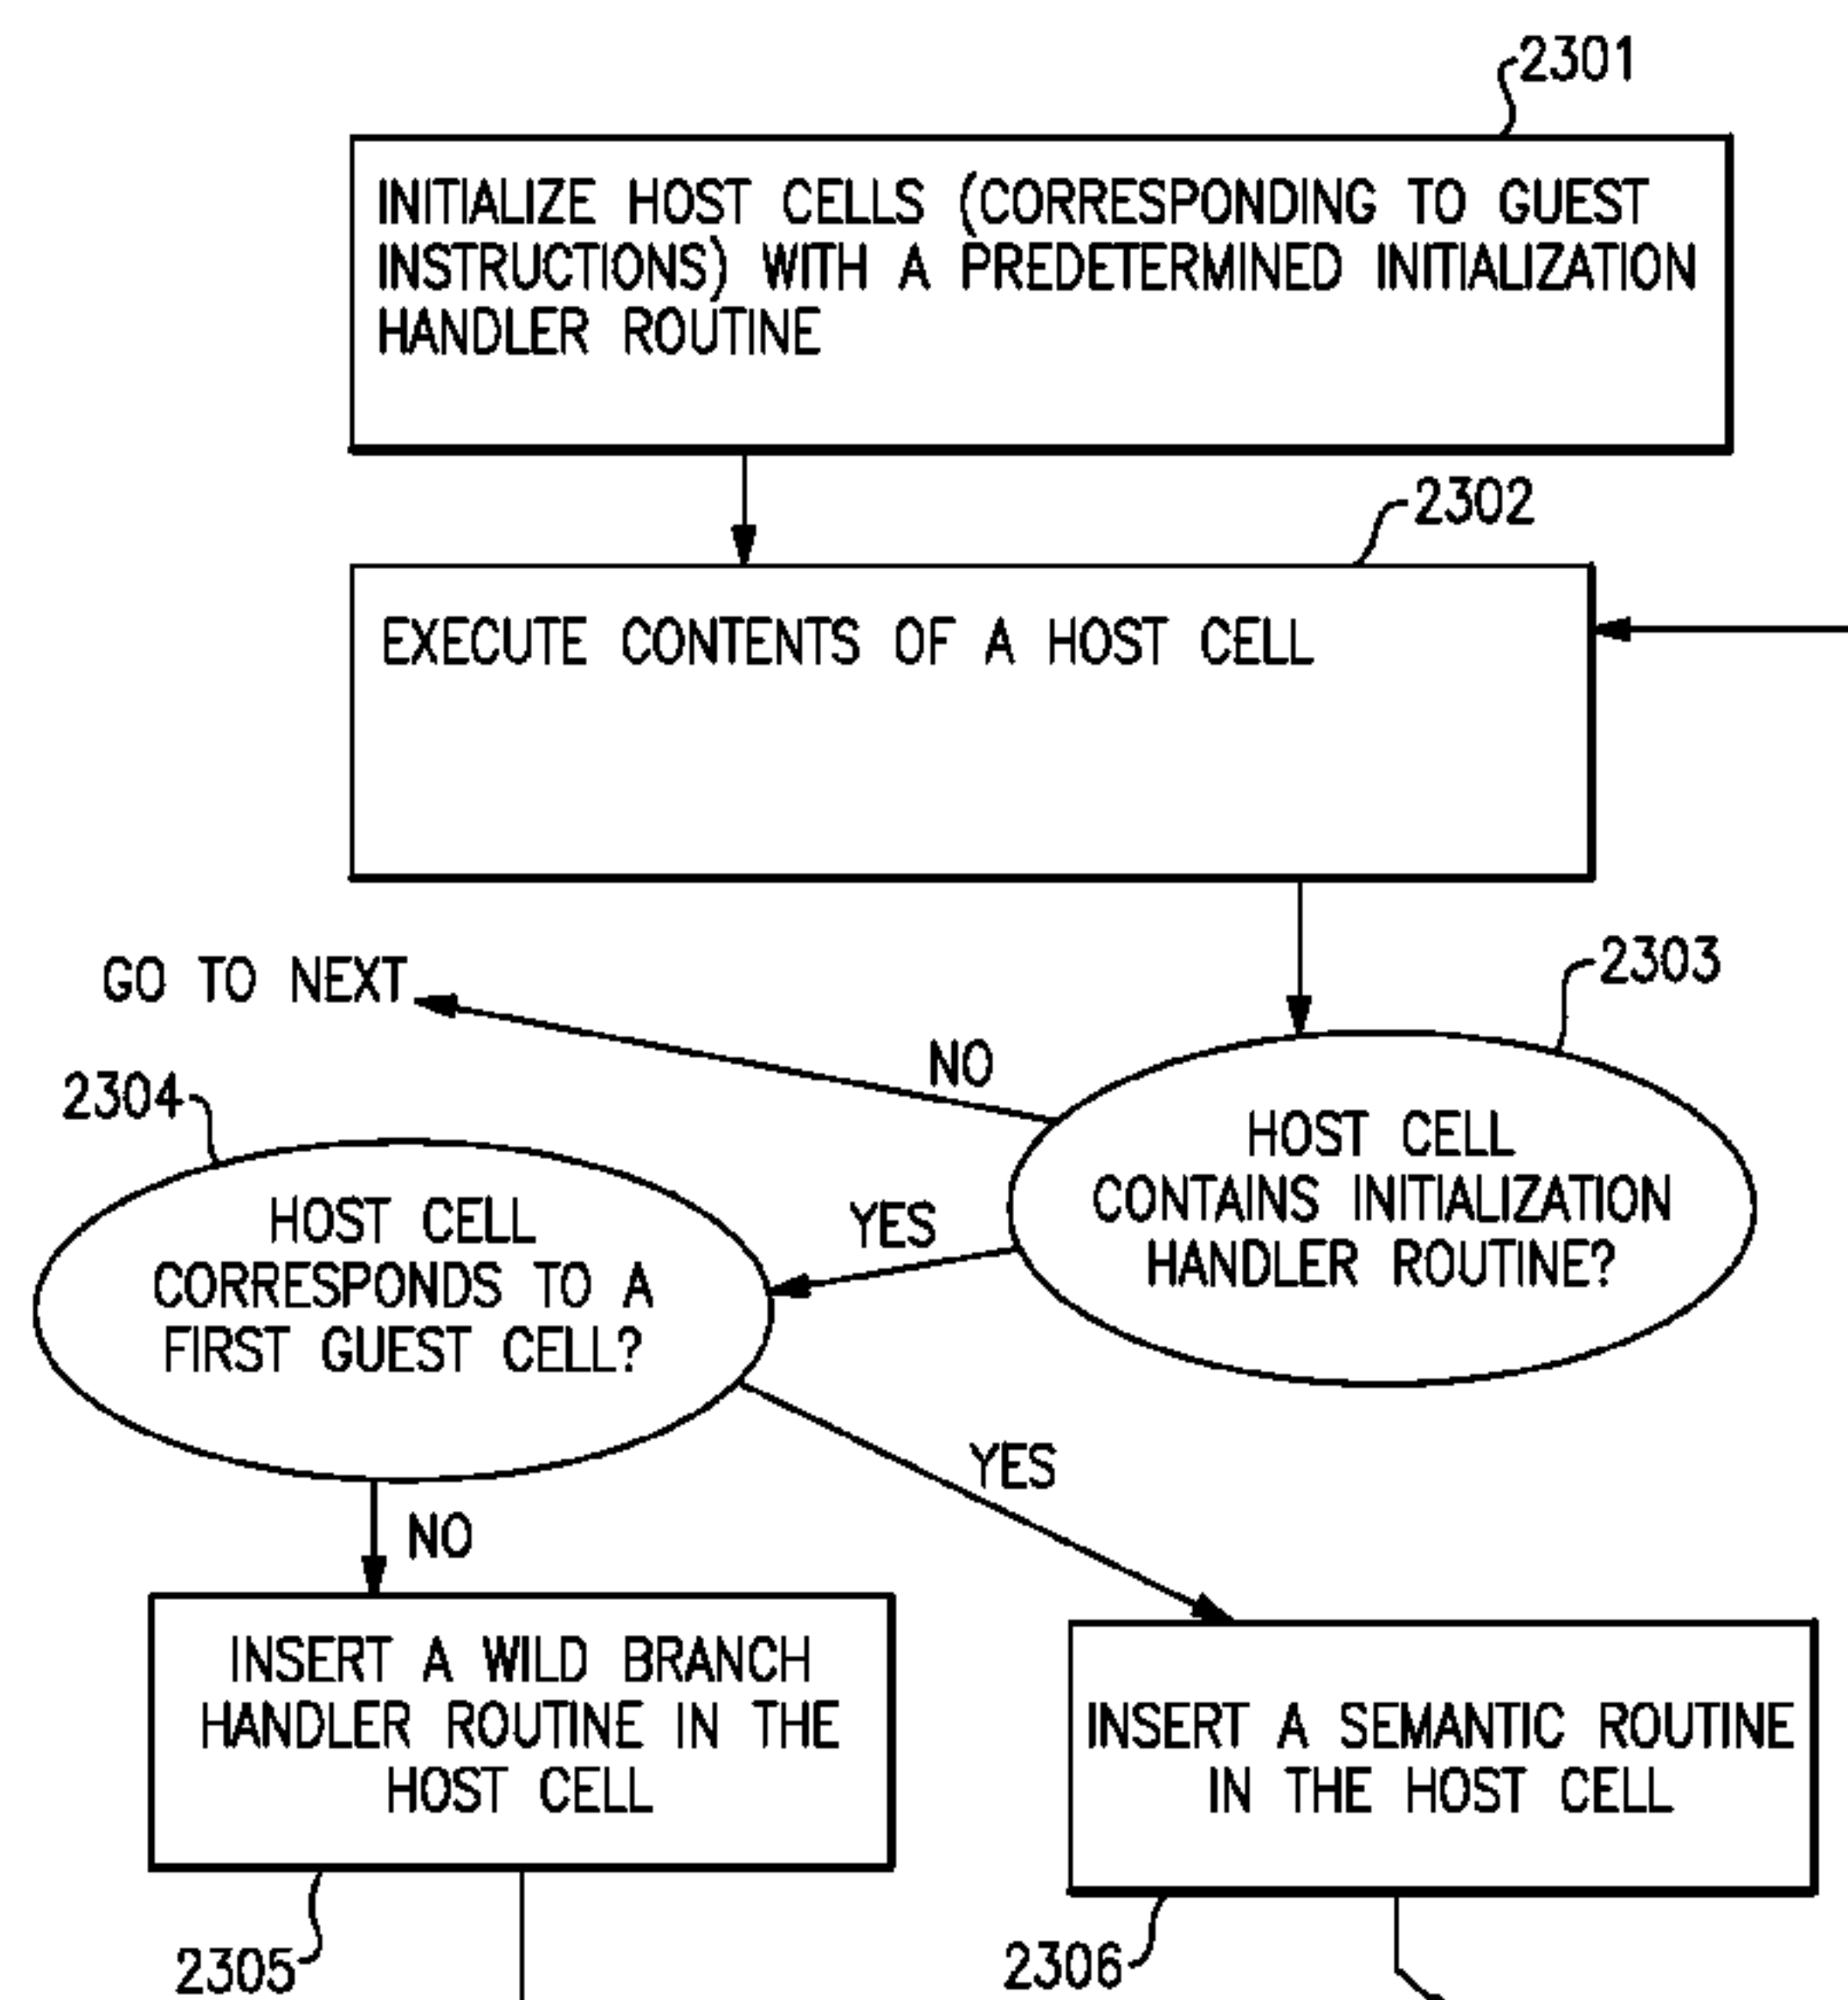 2301
INITIALIZE HOST CELLS (CORRESPONDING TO GUEST
INSTRUCTIONS) WITH A PREDETERMINED INITIALIZATION
HANDLER ROUTINE
2302
EXECUTE CONTENTS OF A HOST CELL
2303
GO TO NEXT
NO
2304
HOST CELL
CONTAINS INITIALIZATION
HANDLER ROUTINE?
YES
HOST CELL
CORRESPONDS TO A
FIRST GUEST CELL?
YES
NO
INSERT A WILD BRANCH
HANDLER ROUTINE IN THE
HOST CELL
INSERT A SEMANTIC ROUTINE
IN THE HOST CELL
2305
2306